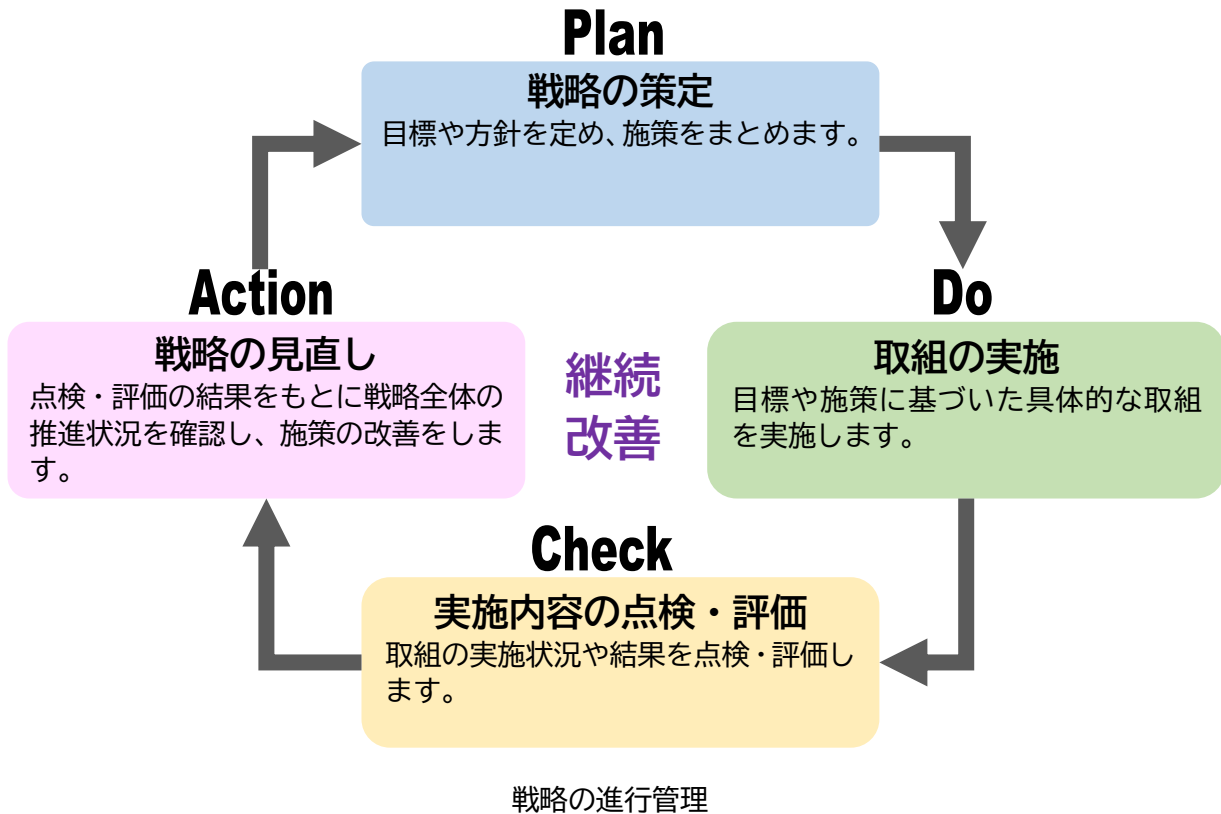 Plan
戦略の策定
目標や方針を定め、施策をまとめます。
Do
取組の実施
目標や施策に基づいた具体的な取組
を実施します。
Check
実施内容の点検・評価
取組の実施状況や結果を点検・評価し
ます。
Action
戦略の見直し
点検・評価の結果をもとに戦略全体の
推進状況を確認し、施策の改善をしま
す。
継続
改善
戦略の進行管理